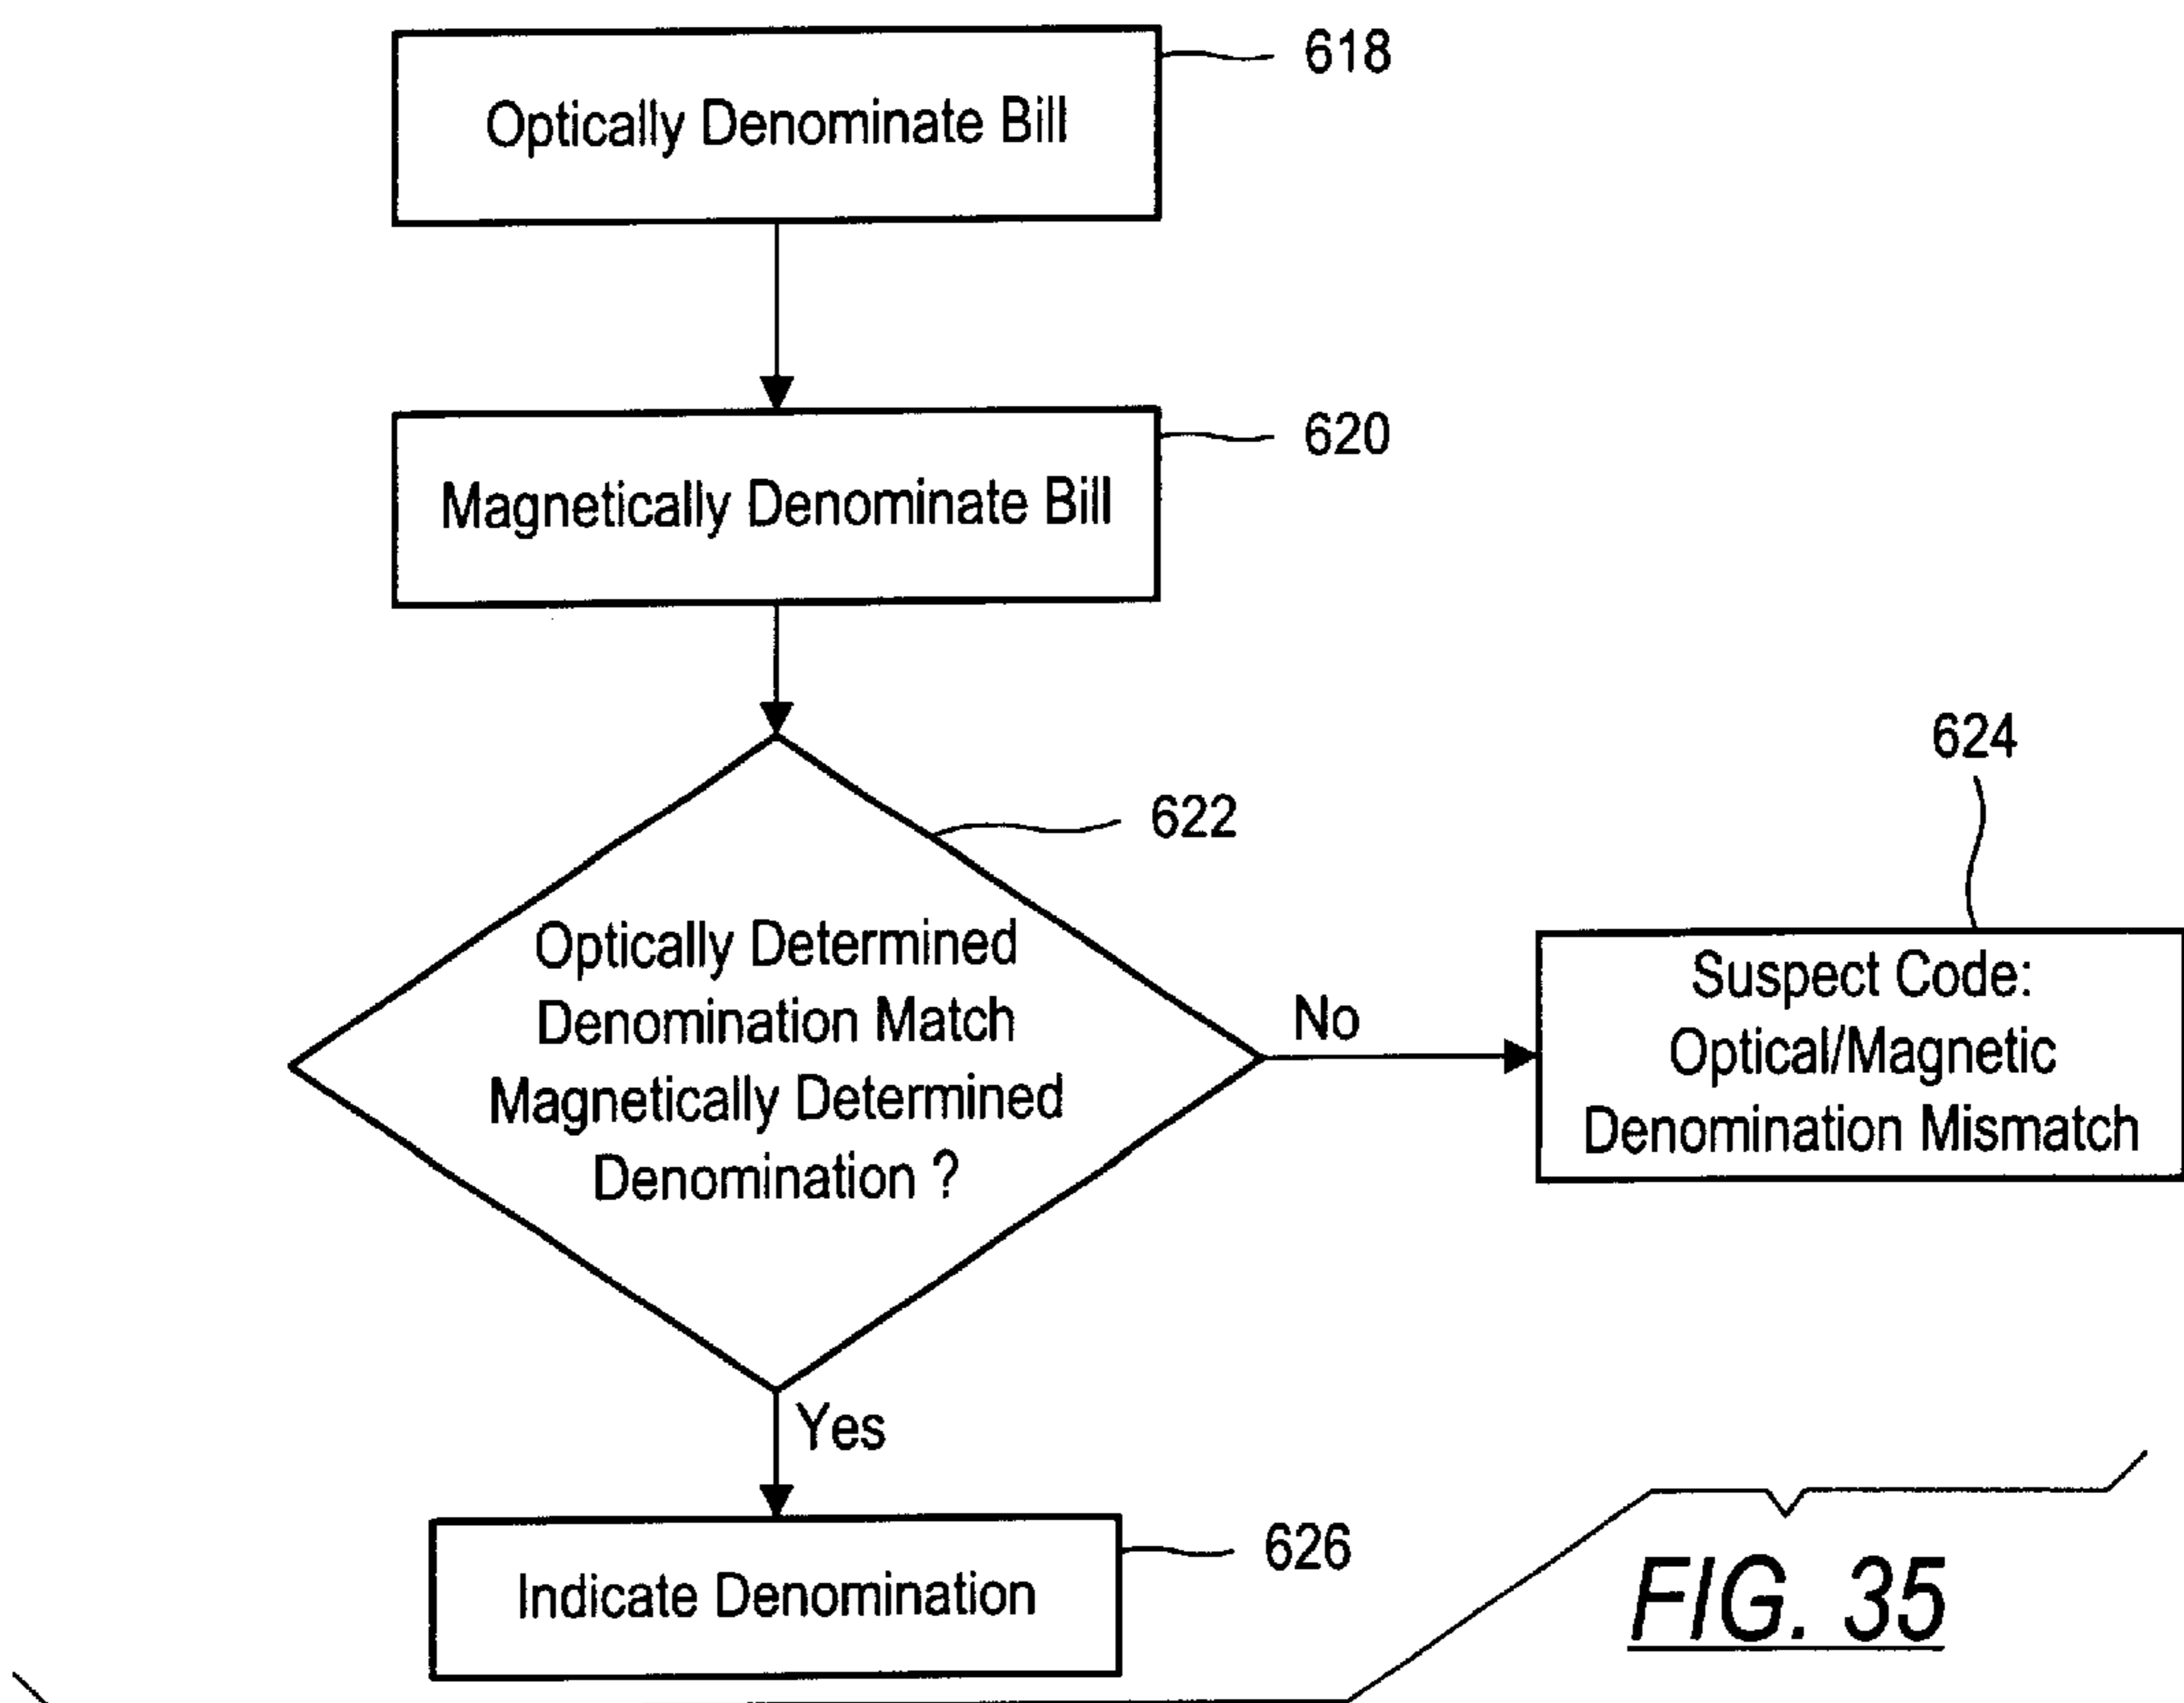 618
Optically Denominate Bill
620
Magnetically Denominate Bill
622
Optically Determined
Denomination Match
Magnetically Determined
Denomination ?
No
624
Suspect Code:
Optical/Magnetic
Denomination Mismatch
Yes
626
Indicate Denomination
FIG. 35